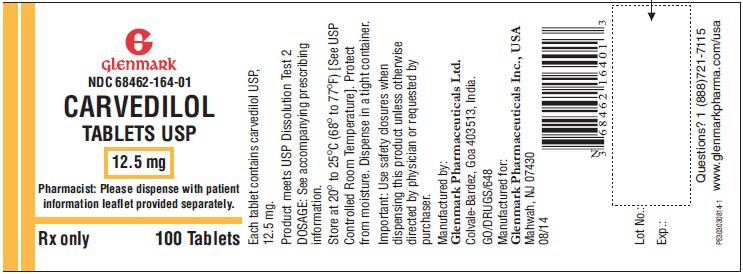 Glenmark
NDC 68462-164-01
CARVEDILOL
TABLETS USP
12.5 mg
Pharmacist: Please dispense with patient
information leaflet provided separately.
Rx only 100 Tablets
Each tablet contains carvedilol USP,
12.5 mg.
Product meets USP Dissolution Test 2
DOSAGE: See accompanying prescribing
information.
Store at 20° to 25°C (68° to 77°F) [See USP
Controlled Room Temperature]. Protect
from moisture. Dispense in a tight container.
Important: Use safety closures when
dispensing this product unless otherwise
directed by physician or requested by
purchaser.
Manufactured by:
Glenmark Pharmaceuticals Ltd.
Colvale-Bardez, Goa 403513, India.
GO/DRUGS/648
Manufactured for:
Glenmark Pharmaceuticals Inc., USA
Mahwah, NJ 07430
08/14
N
3 68462 16401 3
Lot No.:
Exp.:
Questions? 1 (888)721-7115
www.glenmarkpharma.com/usa